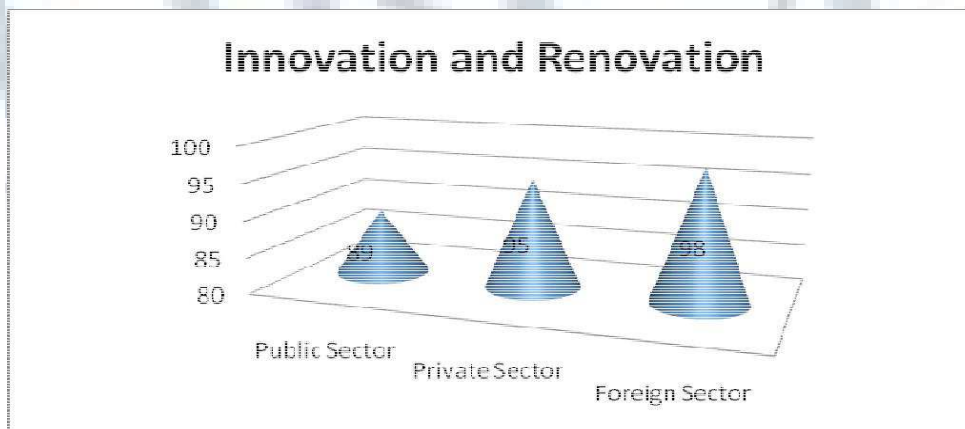 Innovation and Renovation
100
95
90
85
80
89
95
98
Public Sector
Private Sector
Foreign Sector